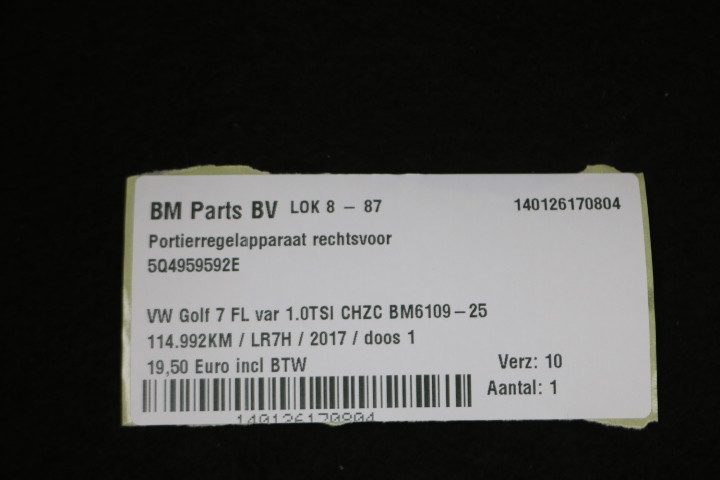 BM Parts BV LOK 8 – 87 140126170804
Portierregelapparaat rechtsvoor
5Q4959592E
VW Golf 7 FL var 1.0TSI CHZC BM6109-25
114.992KM / LR7H / 2017 / doos 1
19,50 Euro incl BTW Verz: 10
Aantal: 1
140126170804